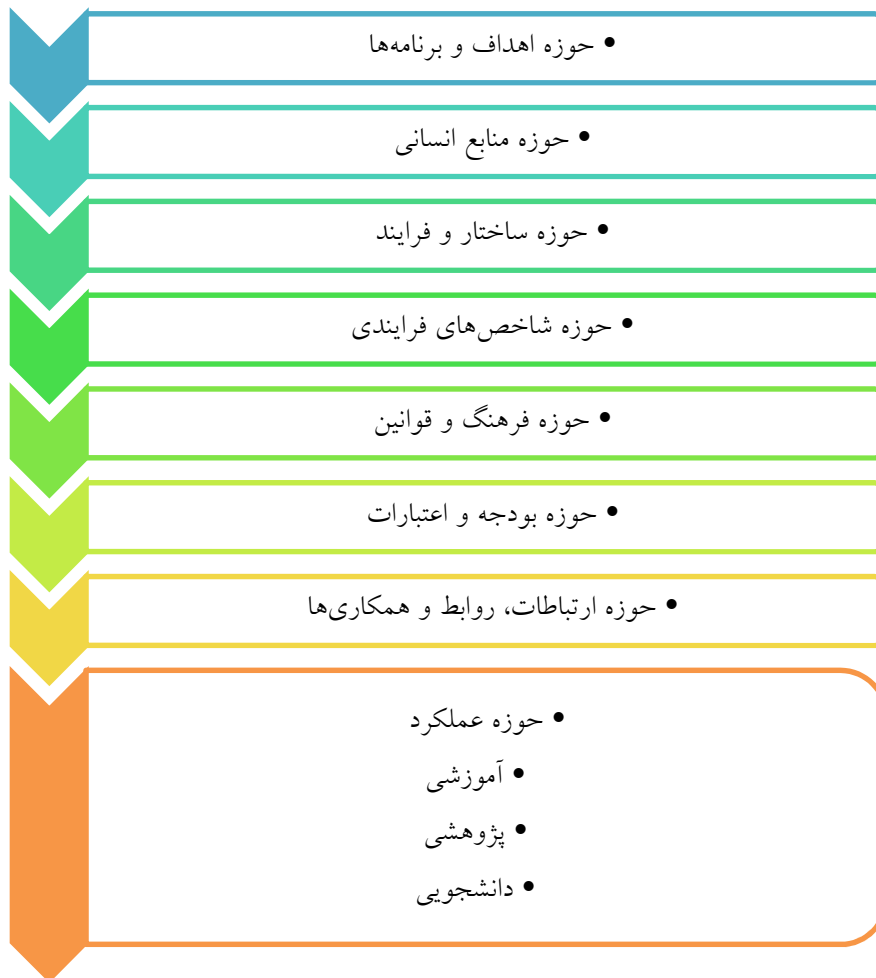 • حوزه اهداف و برنامه‌ها
• حوزه منابع انسانی
• حوزه ساختار و فرایند
• حوزه شاخص‌های فرایندی
• حوزه فرهنگ و قوانین
• حوزه بودجه و اعتبارات
• حوزه ارتباطات، روابط و همکاری‌ها
• حوزه عملکرد
• آموزشی
• پژوهشی
• دانشجویی